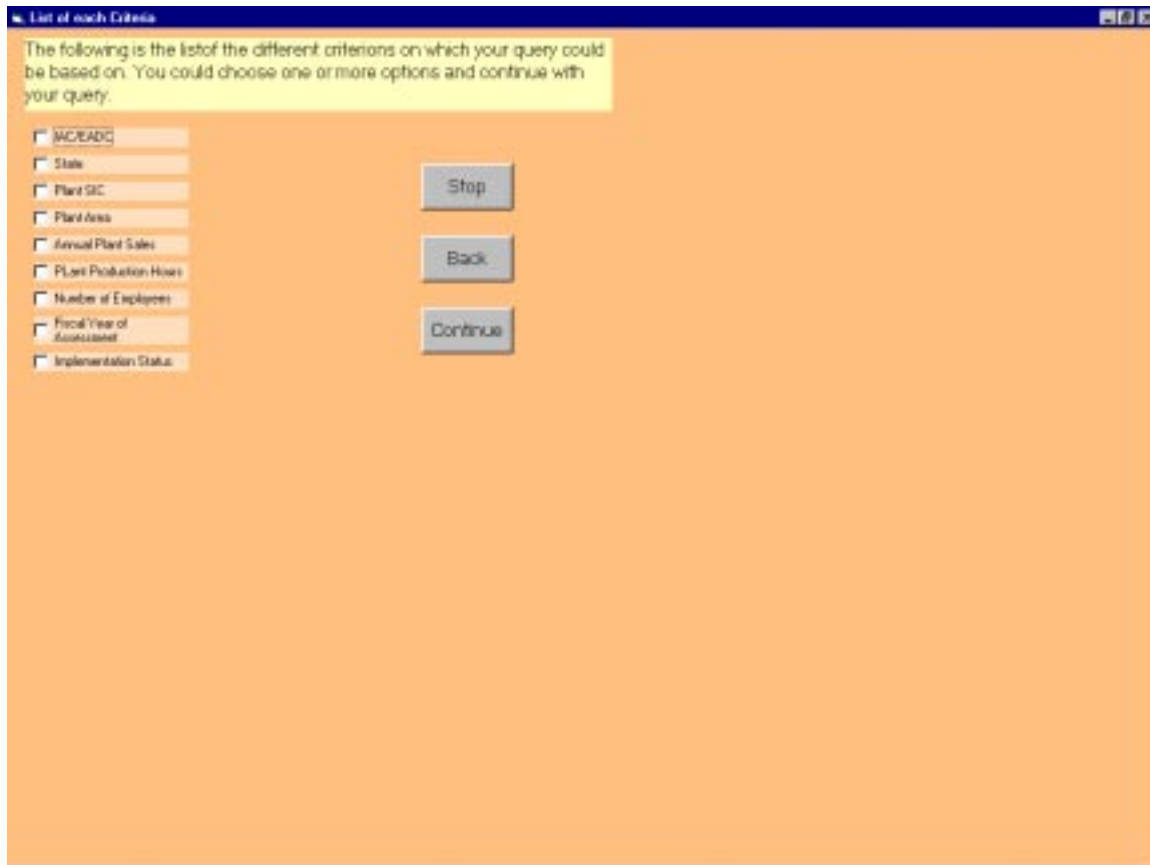 List of each Criteria
The following is the listof the different criterions on which your query could
be based on. You could choose one or more options and continue with
your query.
IAC/EADC
State
Plant SIC
Plant Area
Annual Plant Sales
PLant Production Hours
Number of Employees
Fiscal Year of
Assessment
Implementation Status
Stop
Back
Continue